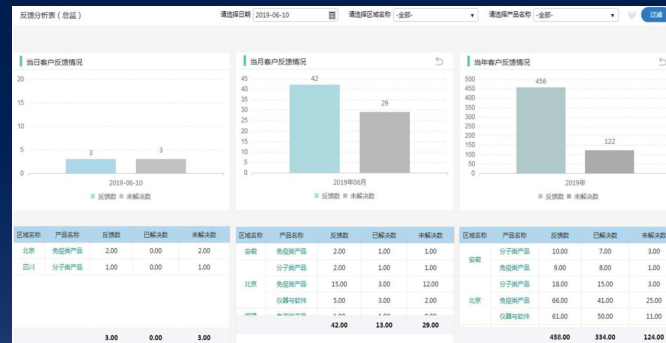 反馈分析表（总监）
请选择日期 2019-06-10
请选择区域名称 -全部-
请选择产品名称 -全部-
当日客户反馈情况
20
15
10
5
0
3
3
2019-06-10
反馈数 未解决数
当月客户反馈情况
45
40
35
30
25
20
15
10
5
0
42
29
2019年06月
反馈数 未解决数
当年客户反馈情况
500
450
400
350
300
250
200
150
100
50
0
456
122
2019年
反馈数 未解决数
区域名称 产品名称 反馈数 已解决数 未解决数
北京 免疫类产品 2.00 0.00 2.00
四川 分子类产品 1.00 0.00 1.00
3.00 0.00 3.00
区域名称 产品名称 反馈数 已解决数 未解决数
安徽 免疫类产品 2.00 1.00 1.00
分子类产品 2.00 1.00 1.00
北京 免疫类产品 15.00 3.00 12.00
仪器与软件 5.00 3.00 2.00
42.00 13.00 29.00
区域名称 产品名称 反馈数 已解决数 未解决数
安徽 分子类产品 10.00 7.00 3.00
免疫类产品 9.00 8.00 1.00
分子类产品 18.00 15.00 3.00
北京 免疫类产品 66.00 41.00 25.00
仪器与软件 61.00 50.00 11.00
458.00 334.00 124.00